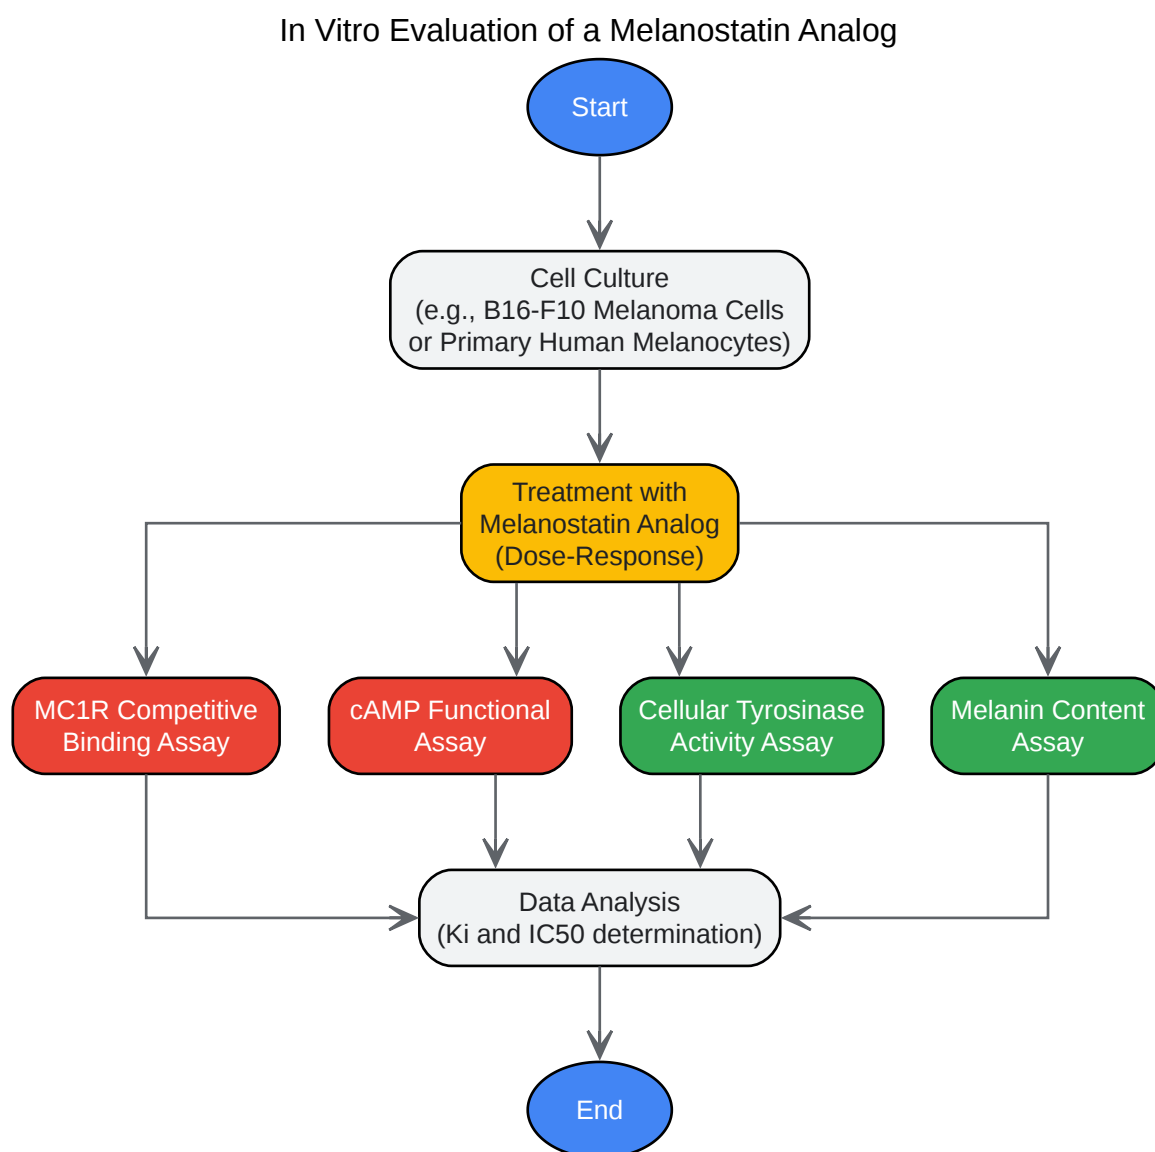 In Vitro Evaluation of a Melanostatin Analog
Start
Cell Culture
(e.g., B16-F10 Melanoma Cells
or Primary Human Melanocytes)
Treatment with
Melanostatin Analog
(Dose-Response)
MC1R Competitive
Binding Assay
cAMP Functional
Assay
Cellular Tyrosinase
Activity Assay
Melanin Content
Assay
Data Analysis
(Ki and IC50 determination)
End